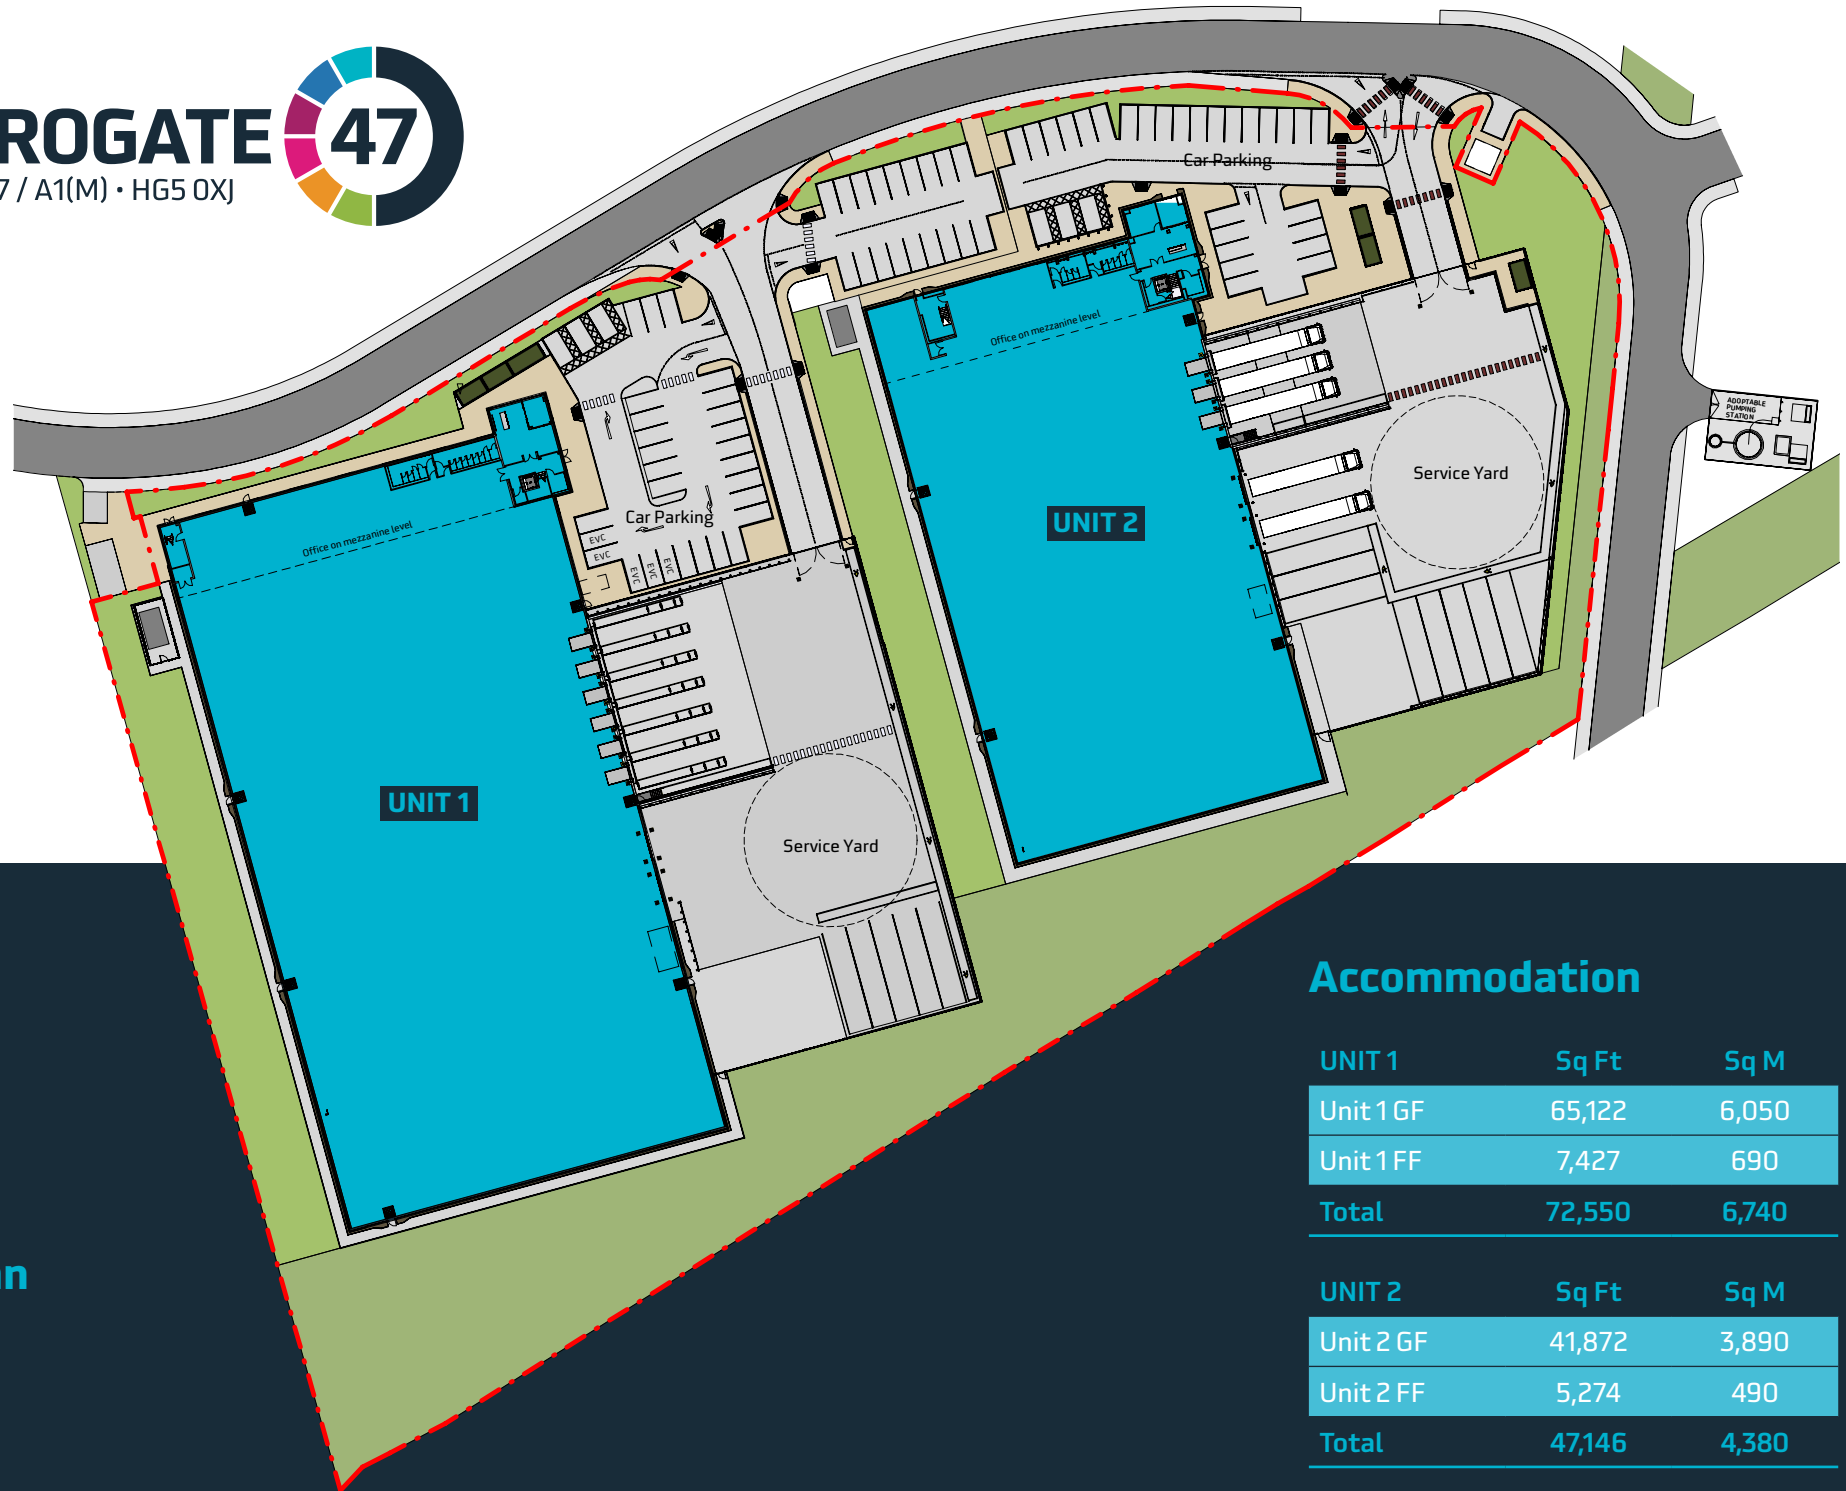 ROGATE 47
7 / A1(M) • HG5 0XJ
Car Parking
Office on mezzanine level
ADOPTABLE
PUMPING
STATION
Service Yard
UNIT 2
Office on mezzanine level
Car Parking
EVC
EVC
EVC
EVC
EVC
UNIT 1
Service Yard
an
Accommodation
UNIT 1 Sq Ft Sq M
Unit 1 GF 65,122 6,050
Unit 1 FF 7,427 690
Total 72,550 6,740
UNIT 2 Sq Ft Sq M
Unit 2 GF 41,872 3,890
Unit 2 FF 5,274 490
Total 47,146 4,380